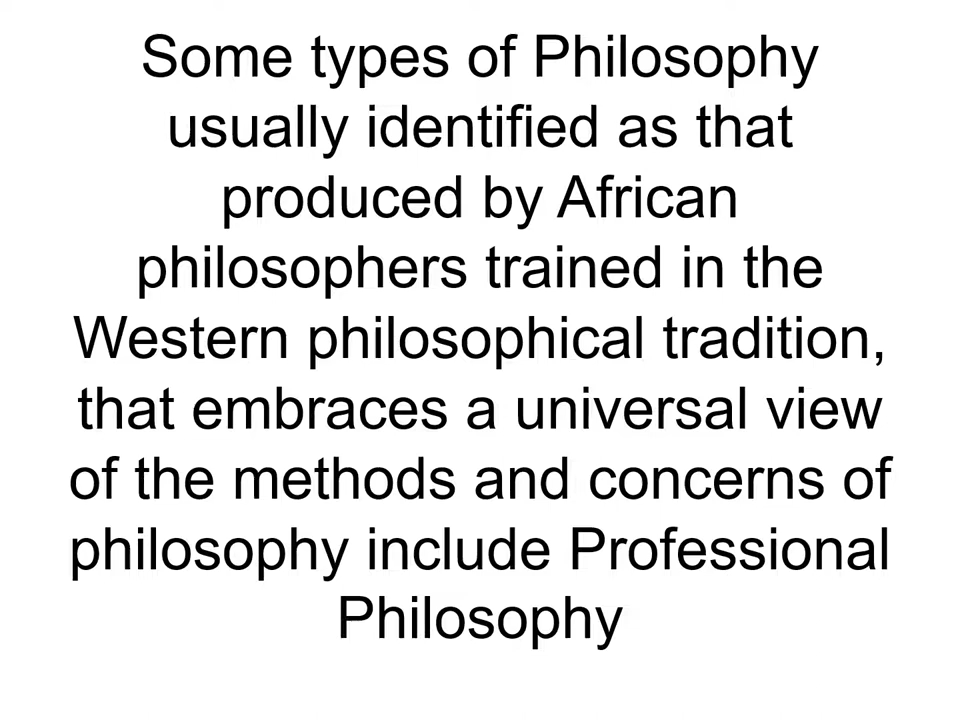 Some types of Philosophy
usually identified as that
produced by African
philosophers trained in the
Western philosophical tradition,
that embraces a universal view
of the methods and concerns of
philosophy include Professional
Philosophy